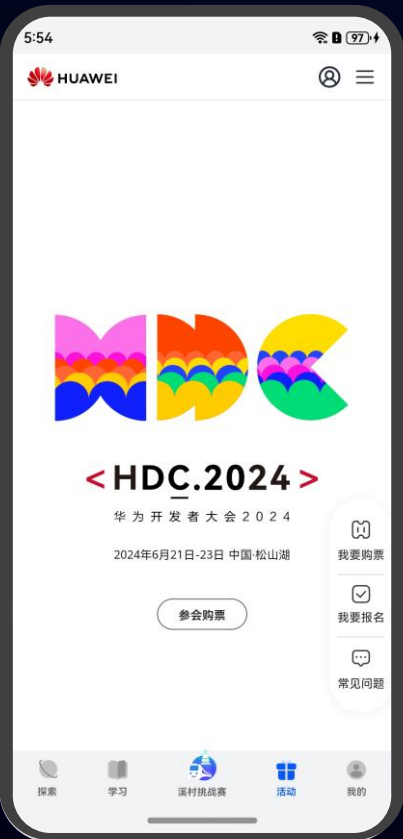 5:54
97
HUAWEI
HDC
<HDC.2024>
华为开发者大会2024
2024年6月21日-23日 中国·松山湖
参会购票
我要购票
我要报名
常见问题
探索
学习
溪村挑战赛
活动
我的